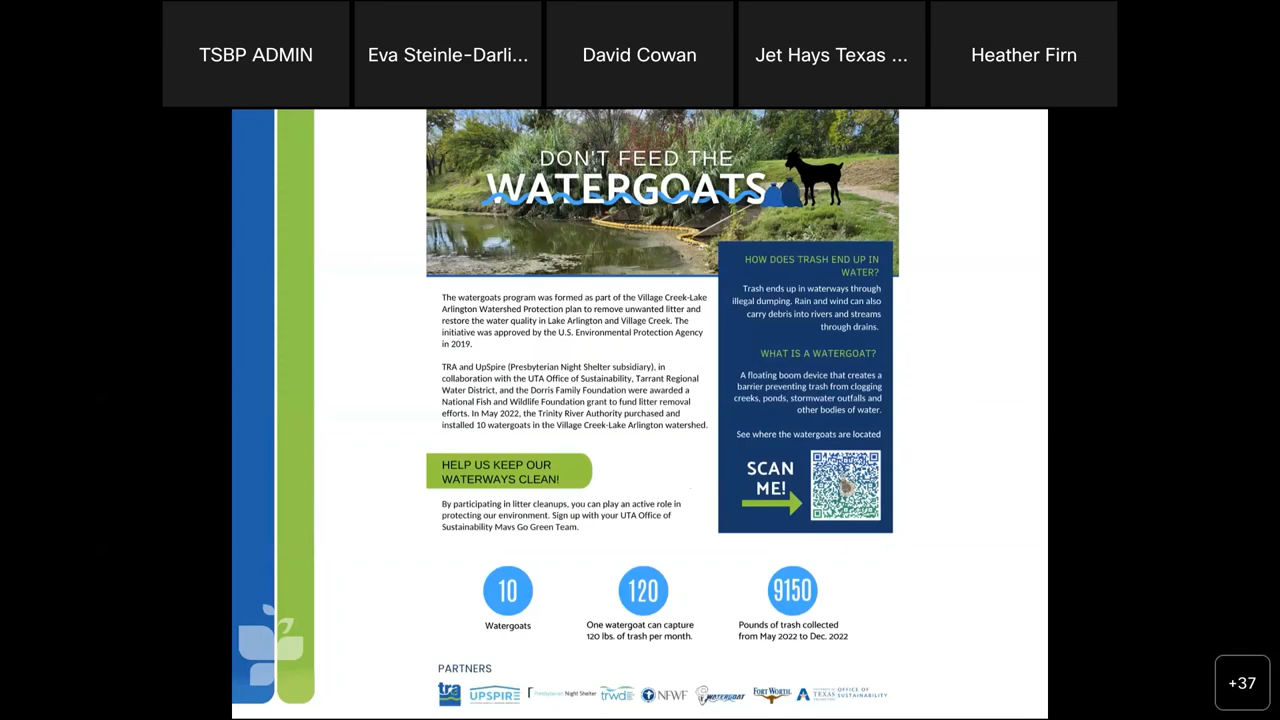 TSBP ADMIN
Eva Steinle-Darli...
David Cowan
Jet Hays Texas ...
Heather Firn
DON'T FEED THE
WATERGOATS
The watergoats program was formed as part of the Village Creek-Lake
Arlington Watershed Protection plan to remove unwanted litter and
restore the water quality in Lake Arlington and Village Creek. The
initiative was approved by the U.S. Environmental Protection Agency
in 2019.
TRA and UpSpire (Presbyterian Night Shelter subsidiary), in
collaboration with the UTA Office of Sustainability, Tarrant Regional
Water District, and the Dorris Family Foundation were awarded a
National Fish and Wildlife Foundation grant to fund litter removal
efforts. In May 2022, the Trinity River Authority purchased and
installed 10 watergoats in the Village Creek-Lake Arlington watershed.
HELP US KEEP OUR
WATERWAYS CLEAN!
By participating in litter cleanups, you can play an active role in
protecting our environment. Sign up with your UTA Office of
Sustainability Mavs Go Green Team.
HOW DOES TRASH END UP IN
WATER?
Trash ends up in waterways through
illegal dumping. Rain and wind can also
carry debris into rivers and streams
through drains.
WHAT IS A WATERGOAT?
A floating boom device that creates a
barrier preventing trash from clogging
creeks, ponds, stormwater outfalls and
other bodies of water.
See where the watergoats are located
SCAN
ME!
10
Watergoats
120
One watergoat can capture
120 lbs. of trash per month.
9150
Pounds of trash collected
from May 2022 to Dec. 2022
PARTNERS
tra
UPSPIRE
Presbyterian Night Shelter
trwd
NFWF
WATERGOAT
FORT WORTH
TEXAS
OFFICE OF
SUSTAINABILITY
+37